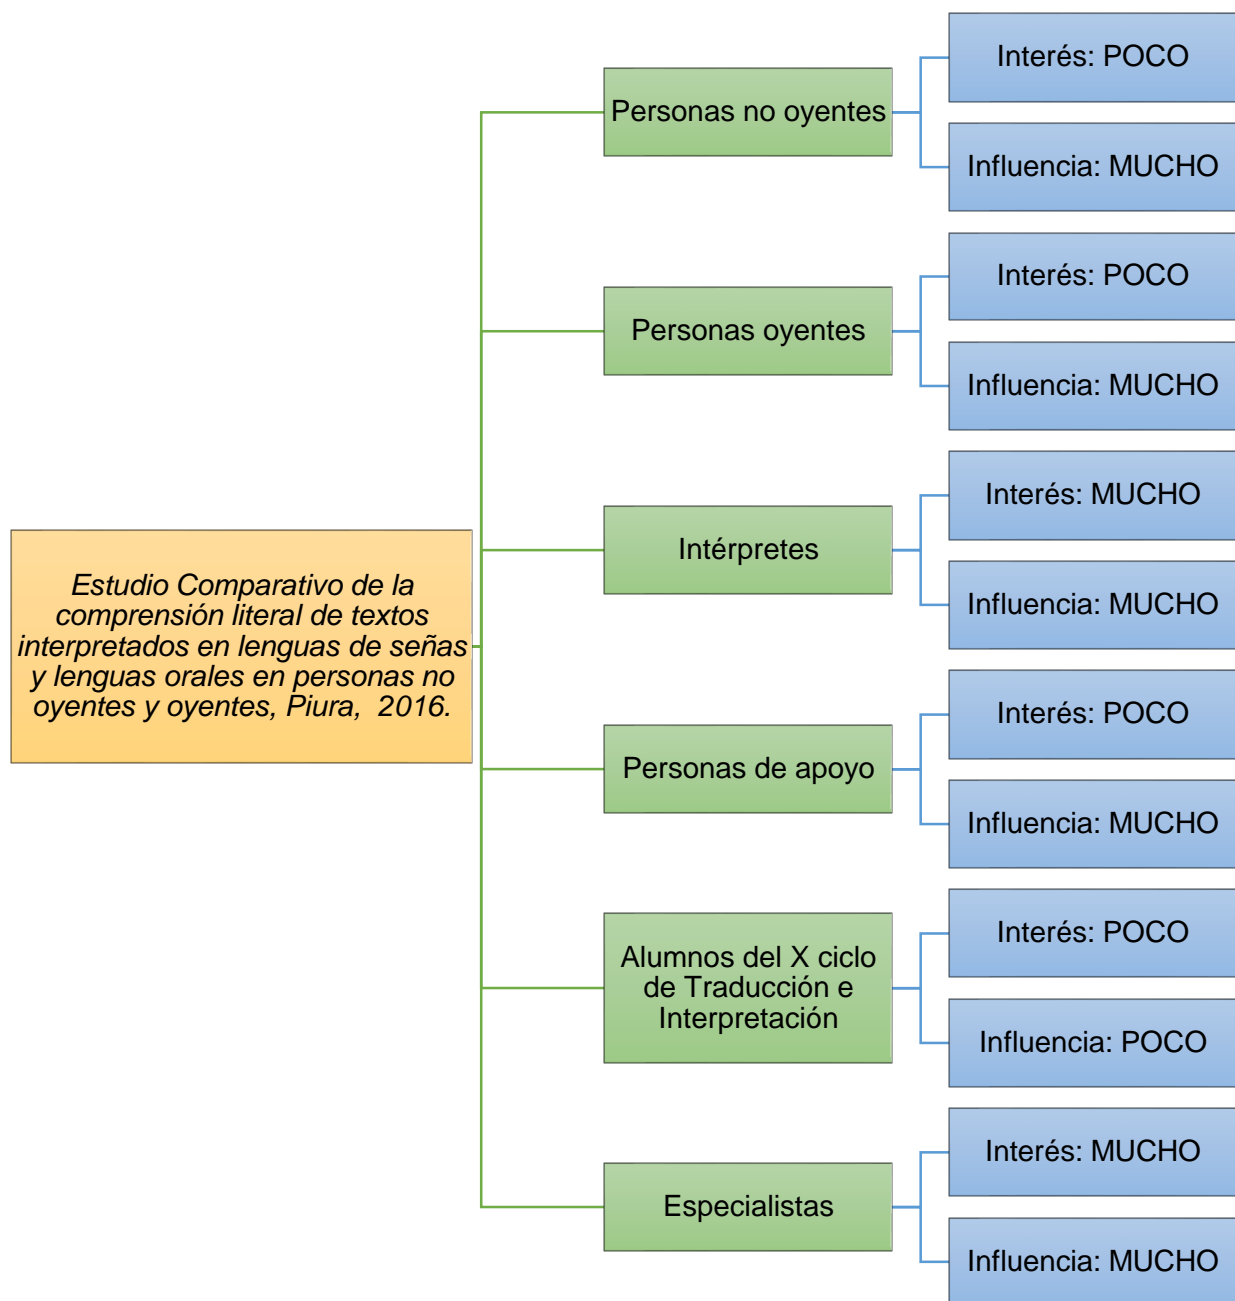 Estudio Comparativo de la
comprensión literal de textos
interpretados en lenguas de señas
y lenguas orales en personas no
oyentes y oyentes, Piura,  2016.
Personas no oyentes
Interés: POCO
Influencia: MUCHO
Personas oyentes
Interés: POCO
Influencia: MUCHO
Intérpretes
Interés: MUCHO
Influencia: MUCHO
Personas de apoyo
Interés: POCO
Influencia: MUCHO
Alumnos del X ciclo
de Traducción e
Interpretación
Interés: POCO
Influencia: POCO
Especialistas
Interés: MUCHO
Influencia: MUCHO